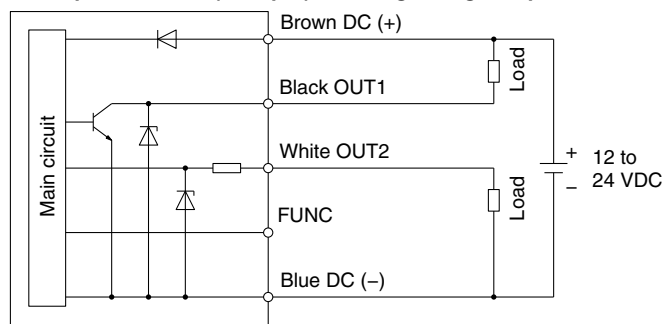 Brown DC (+)
Load
Black OUT1
Main circuit
White OUT2
+
12 to
24 VDC
−
Load
FUNC
Blue DC (−)